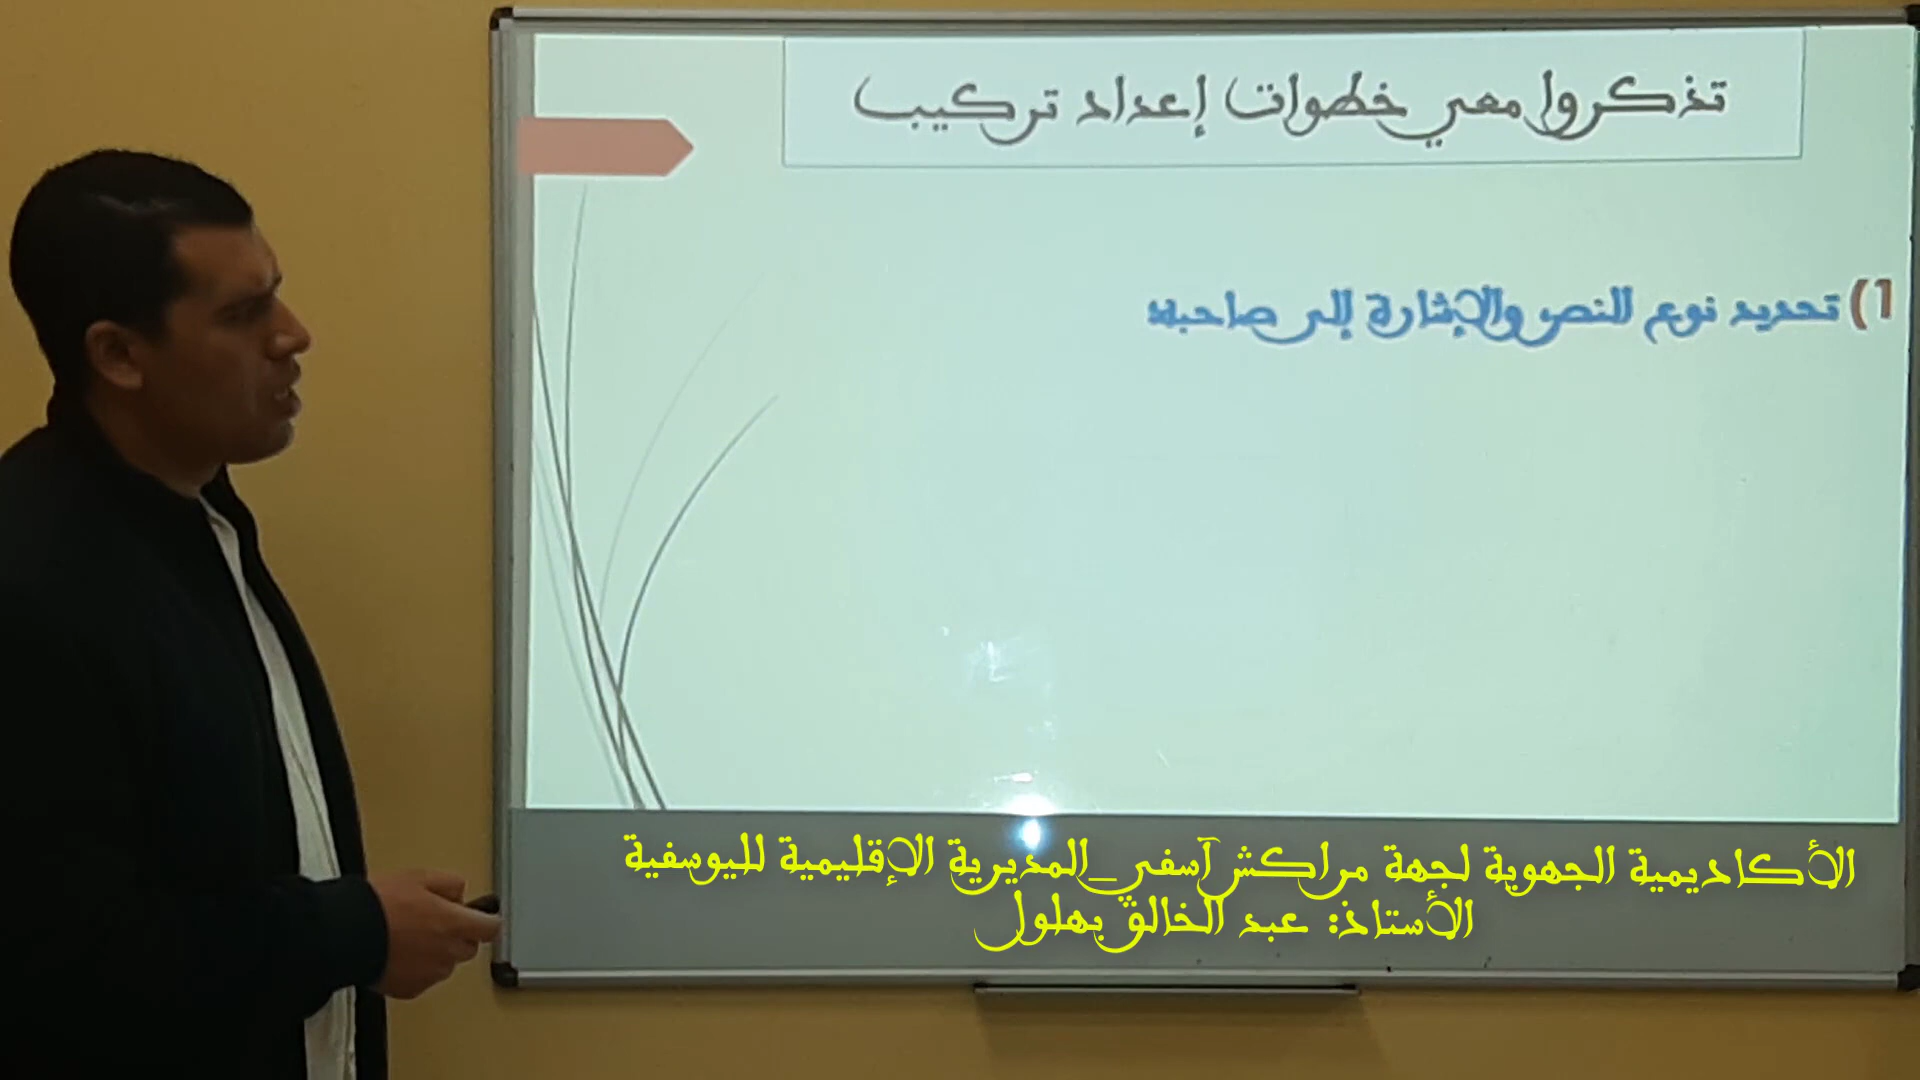 تذكروا معي خطوات إعداد تركيب
1) تحديد نوع النص والإشارة إلى صاحبه:
الأكاديمية الجهوية لجهة مراكش آسفي_المديرية الإقليمية لليوسفية
الأستاذ: عبد الخالق بهلول